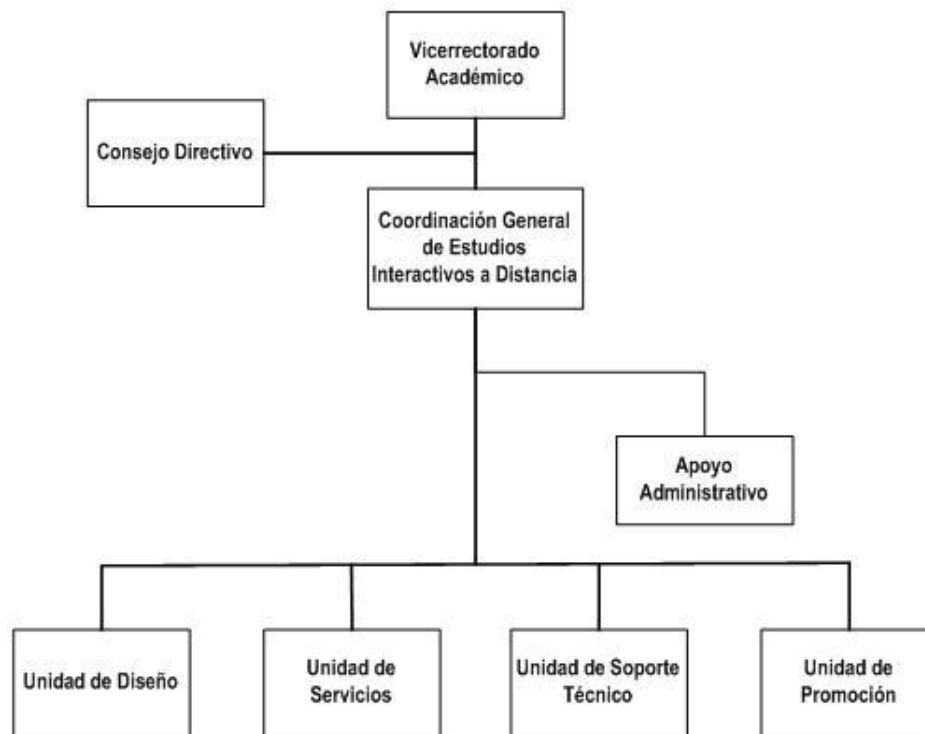 Vicerrectorado
Académico
Consejo Directivo
Coordinación General
de Estudios
Interactivos a Distancia
Apoyo
Administrativo
Unidad de Diseño
Unidad de
Servicios
Unidad de Soporte
Técnico
Unidad de
Promoción